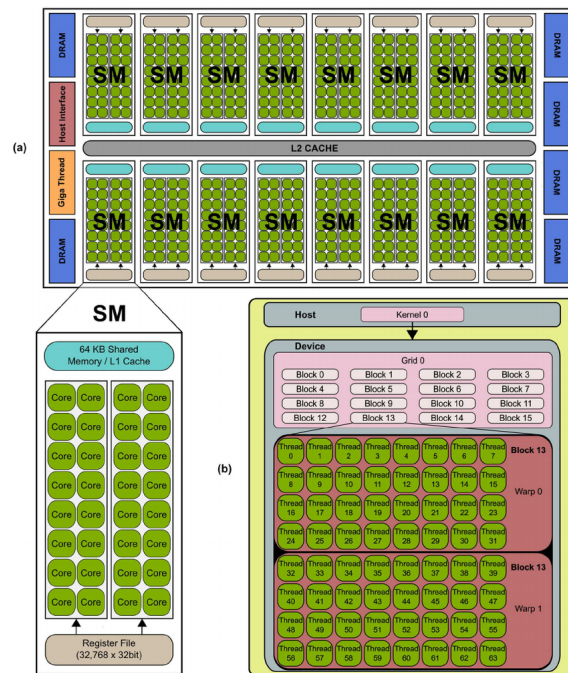 (a)
DRAM
Host Interface
Giga Thread
DRAM
SM SM SM SM SM SM SM SM
L2 CACHE
SM SM SM SM SM SM SM SM
DRAM
DRAM
DRAM
DRAM
SM
64 KB Shared
Memory / L1 Cache
Core Core Core Core
Core Core Core Core
Core Core Core Core
Core Core Core Core
Core Core Core Core
Core Core Core Core
Core Core Core Core
Core Core Core Core
Register File
(32,768 x 32bit)
(b)
Host
Kernel 0
Device
Grid 0
Block 0 Block 1 Block 2 Block 3
Block 4 Block 5 Block 6 Block 7
Block 8 Block 9 Block 10 Block 11
Block 12 Block 13 Block 14 Block 15
Thread Thread Thread Thread Thread Thread Thread Thread
0 1 2 3 4 5 6 7
Thread Thread Thread Thread Thread Thread Thread Thread
8 9 10 11 12 13 14 15
Thread Thread Thread Thread Thread Thread Thread Thread
16 17 18 19 20 21 22 23
Thread Thread Thread Thread Thread Thread Thread Thread
24 25 26 27 28 29 30 31
Block 13
Warp 0
Thread Thread Thread Thread Thread Thread Thread Thread
32 33 34 35 36 37 38 39
Thread Thread Thread Thread Thread Thread Thread Thread
40 41 42 43 44 45 46 47
Thread Thread Thread Thread Thread Thread Thread Thread
48 49 50 51 52 53 54 55
Thread Thread Thread Thread Thread Thread Thread Thread
56 57 58 59 60 61 62 63
Block 13
Warp 1